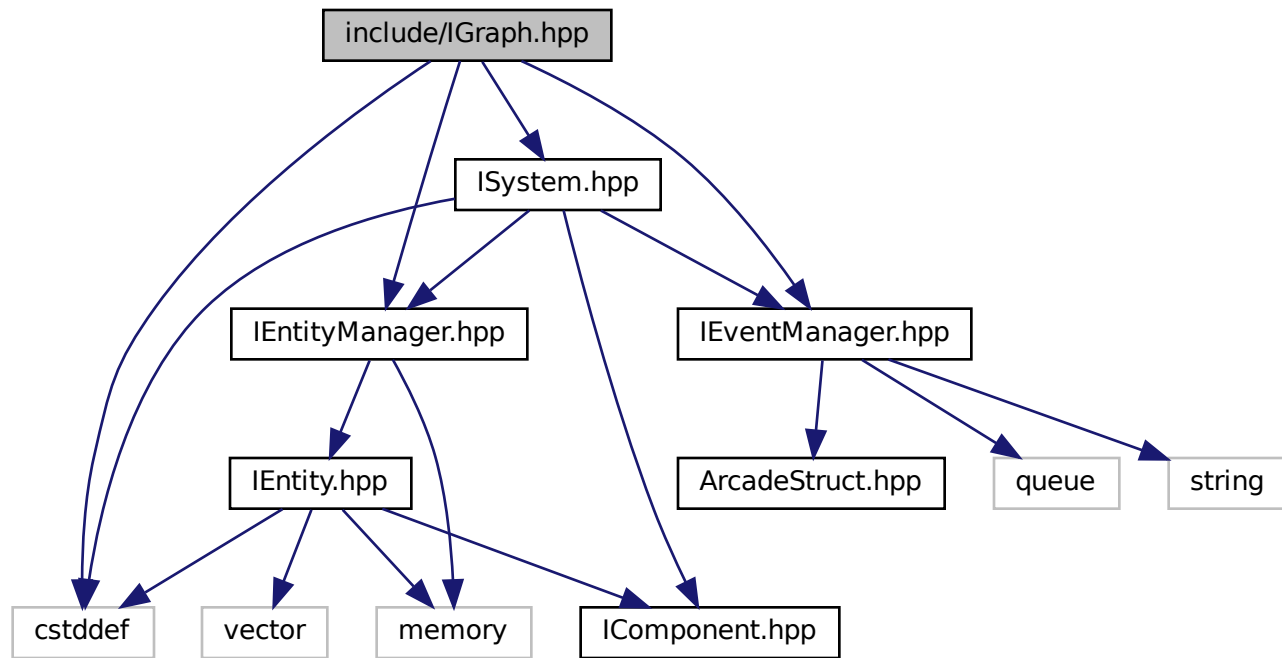 include/IGraph.hpp
ISystem.hpp
IEntityManager.hpp
IEventManager.hpp
IEntity.hpp
ArcadeStruct.hpp
queue
string
cstddef
vector
memory
IComponent.hpp